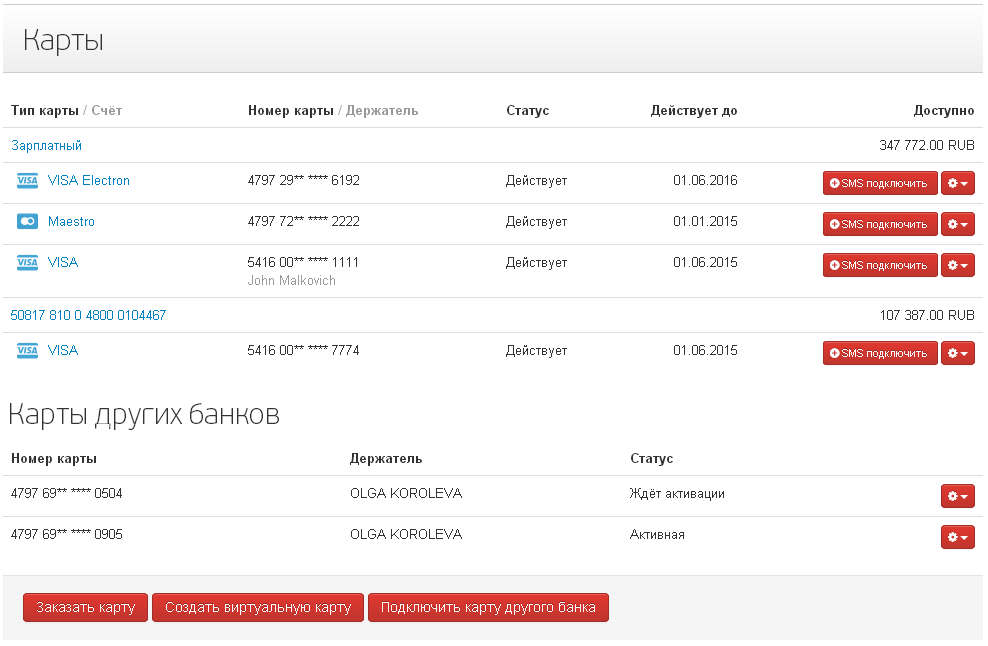 Карты
Тип карты / Счёт Номер карты / Держатель Статус Действует до Доступно
Зарплатный 347 772.00 RUB
VISA VISA Electron 4797 29** **** 6192 Действует 01.06.2016 SMS подключить
Maestro 4797 72** **** 2222 Действует 01.01.2015 SMS подключить
VISA VISA 5416 00** **** 1111 Действует 01.06.2015 SMS подключить
John Malkovich
50817 810 0 4800 0104467 107 387.00 RUB
VISA VISA 5416 00** **** 7774 Действует 01.06.2015 SMS подключить
Карты других банков
Номер карты Держатель Статус
4797 69** **** 0504 OLGA KOROLEVA Ждёт активации
4797 69** **** 0905 OLGA KOROLEVA Активная
Заказать карту Создать виртуальную карту Подключить карту другого банка